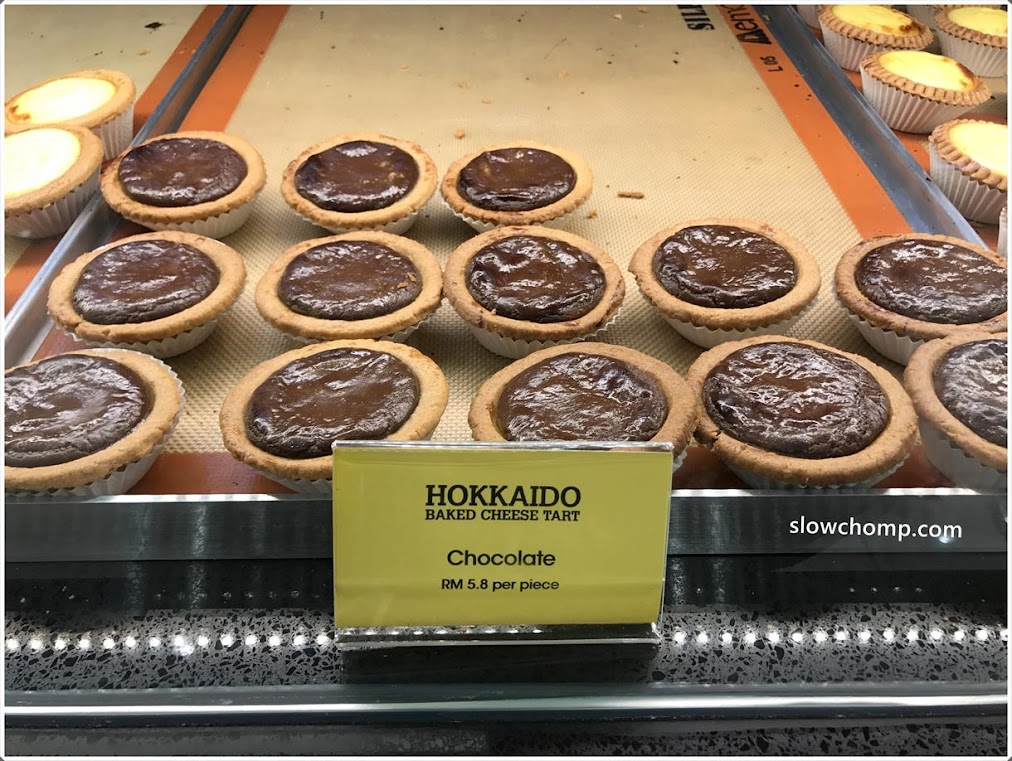 HOKKAIDO
BAKED CHEESE TART
Chocolate
RM 5.8 per piece
slowchomp.com